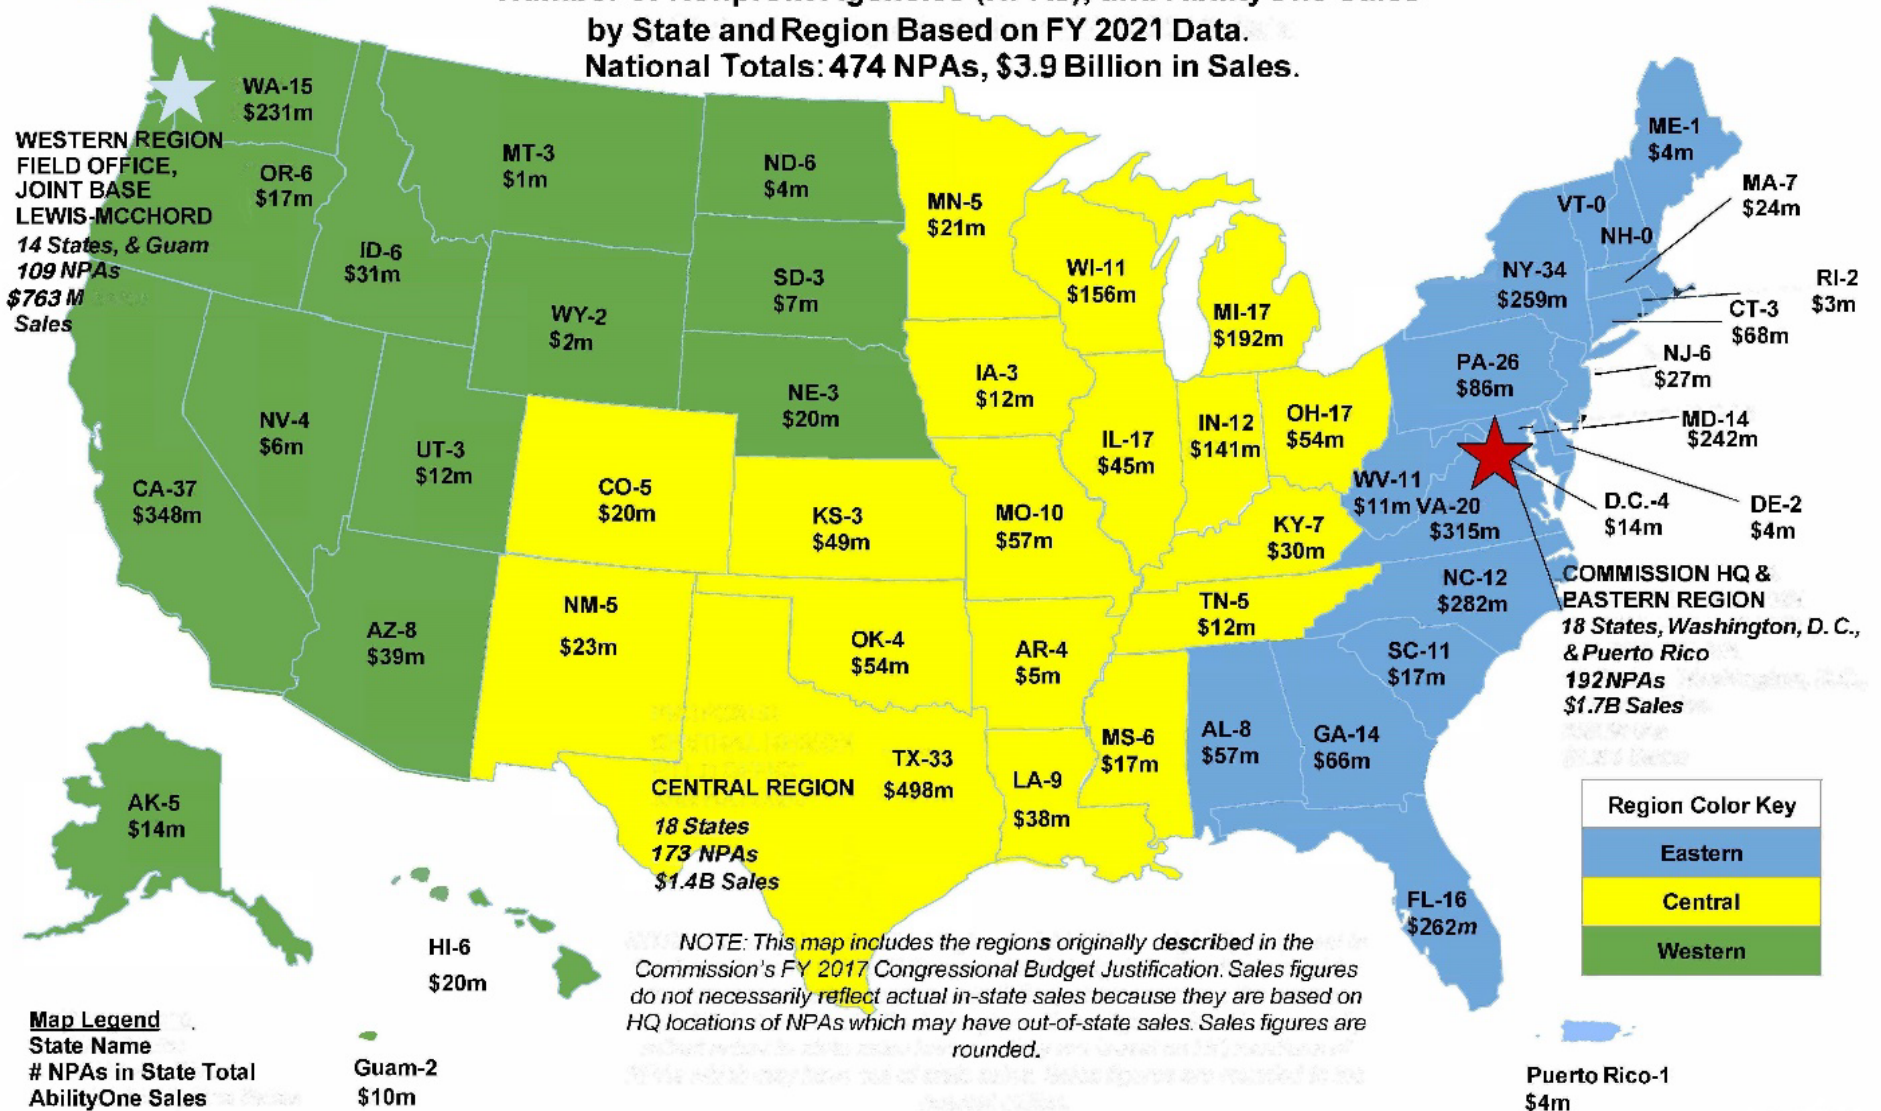 by State and Region Based on FY 2021 Data.
National Totals: 474 NPAs, $3.9 Billion in Sales.
WA-15
$231m
WESTERN REGION
FIELD OFFICE,
JOINT BASE
LEWIS-MCCHORD
14 States, & Guam
109 NPAs
$763 M
Sales
OR-6
$17m
MT-3
$1m
ID-6
$31m
ND-6
$4m
SD-3
$7m
WY-2
$2m
NE-3
$20m
NV-4
$6m
UT-3
$12m
CA-37
$348m
AZ-8
$39m
AK-5
$14m
HI-6
$20m
Guam-2
$10m
MN-5
$21m
WI-11
$156m
MI-17
$192m
IA-3
$12m
IL-17
$45m
IN-12
$141m
OH-17
$54m
CO-5
$20m
KS-3
$49m
MO-10
$57m
KY-7
$30m
NM-5
$23m
OK-4
$54m
AR-4
$5m
TN-5
$12m
TX-33
$498m
LA-9
$38m
MS-6
$17m
CENTRAL REGION
18 States
173 NPAs
$1.4B Sales
ME-1
$4m
VT-0
NH-0
MA-7
$24m
NY-34
$259m
RI-2
$3m
CT-3
$68m
PA-26
$86m
NJ-6
$27m
MD-14
$242m
WV-11
$11m
VA-20
$315m
D.C.-4
$14m
DE-2
$4m
NC-12
$282m
SC-11
$17m
AL-8
$57m
GA-14
$66m
FL-16
$262m
Puerto Rico-1
$4m
COMMISSION HQ &
EASTERN REGION
18 States, Washington, D. C.,
& Puerto Rico
192NPAs
$1.7B Sales
Region Color Key
Eastern
Central
Western
NOTE: This map includes the regions originally described in the
Commission's FY 2017 Congressional Budget Justification. Sales figures
do not necessarily reflect actual in-state sales because they are based on
HQ locations of NPAs which may have out-of-state sales. Sales figures are
rounded.
Map Legend
State Name
# NPAs in State Total
AbilityOne Sales